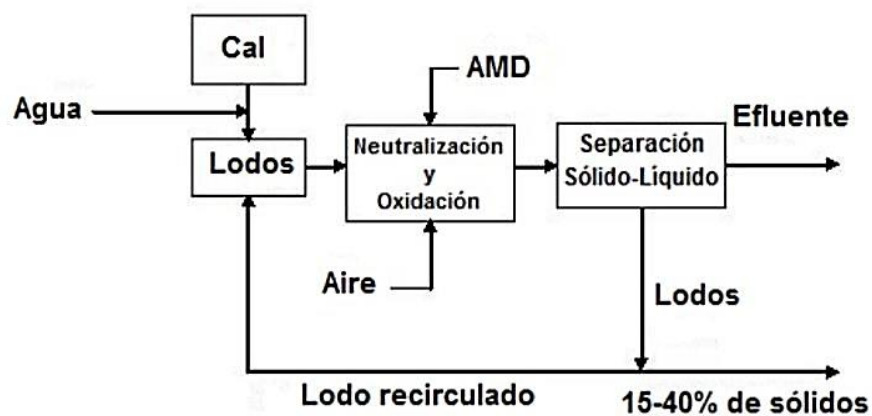 Cal
Agua
AMD
Efluente
Lodos
Neutralización
y
Oxidación
Separación
Sólido-Líquido
Aire
Lodos
Lodo recirculado
15-40% de sólidos